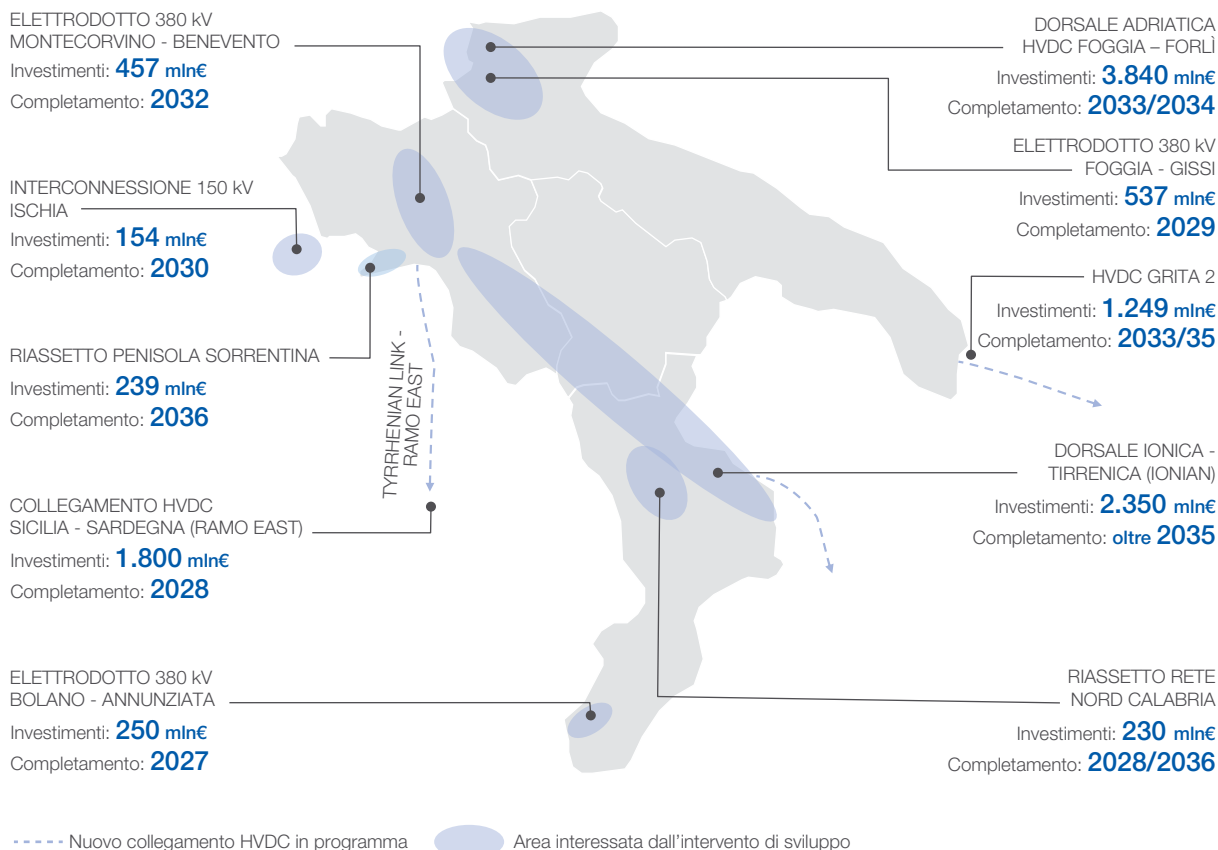 ELETTRODOTTO 380 kV
MONTECORVINO - BENEVENTO
Investimenti: 457 mln€
Completamento: 2032
INTERCONNESSIONE 150 kV
ISCHIA
Investimenti: 154 mln€
Completamento: 2030
RIASSETTO PENISOLA SORRENTINA
Investimenti: 239 mln€
Completamento: 2036
COLLEGAMENTO HVDC
SICILIA - SARDEGNA (RAMO EAST)
Investimenti: 1.800 mln€
Completamento: 2028
ELETTRODOTTO 380 kV
BOLANO - ANNUNZIATA
Investimenti: 250 mln€
Completamento: 2027
TYRRHENIAN LINK -
RAMO EAST
DORSALE ADRIATICA
HVDC FOGGIA – FORLÌ
Investimenti: 3.840 mln€
Completamento: 2033/2034
ELETTRODOTTO 380 kV
FOGGIA - GISSI
Investimenti: 537 mln€
Completamento: 2029
HVDC GRITA 2
Investimenti: 1.249 mln€
Completamento: 2033/35
DORSALE IONICA -
TIRRENICA (IONIAN)
Investimenti: 2.350 mln€
Completamento: oltre 2035
RIASSETTO RETE
NORD CALABRIA
Investimenti: 230 mln€
Completamento: 2028/2036
Nuovo collegamento HVDC in programma
Area interessata dall'intervento di sviluppo